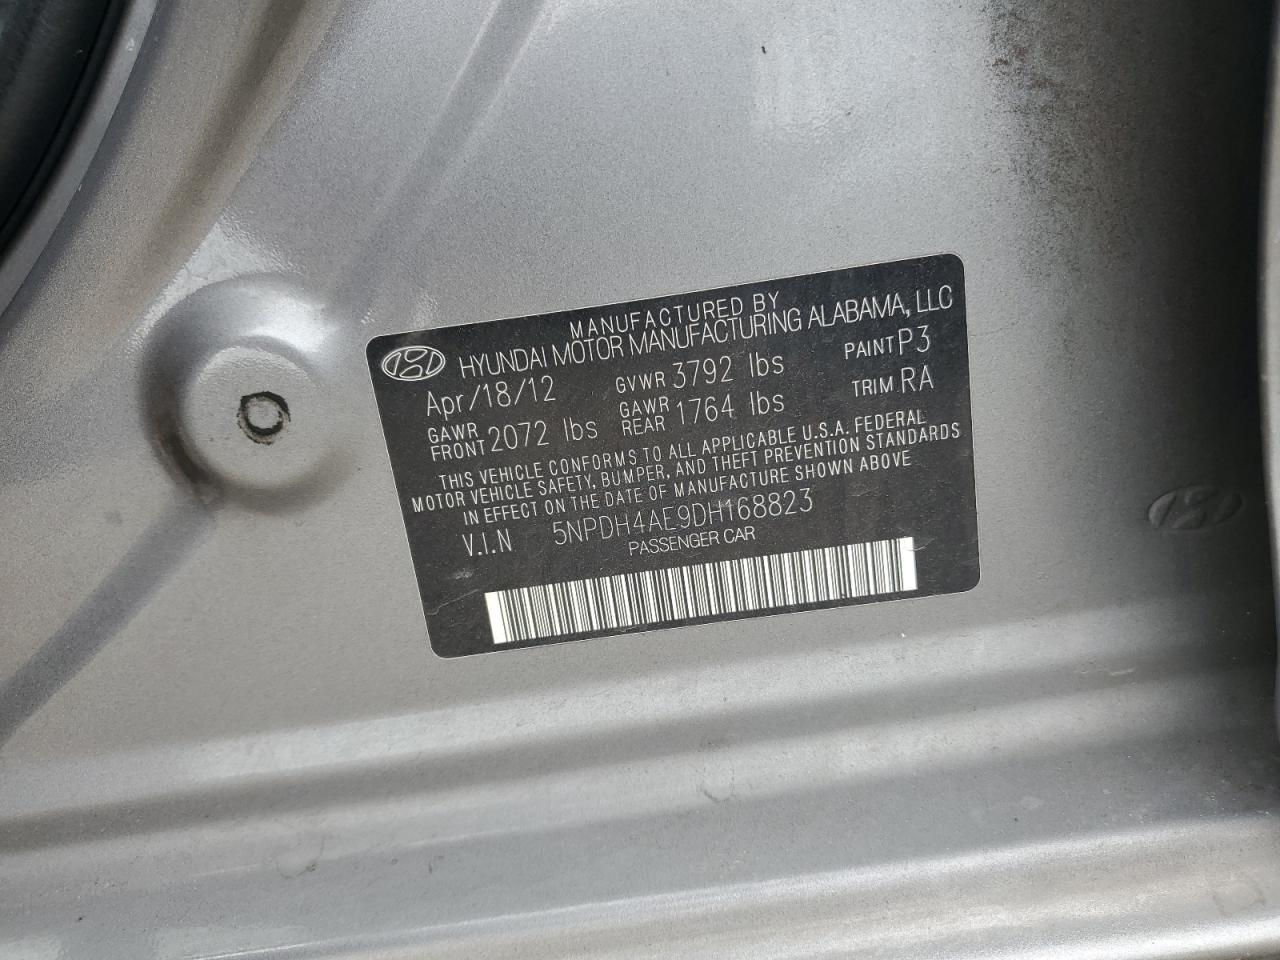 MANUFACTURED BY
HYUNDAI MOTOR MANUFACTURING ALABAMA, LLC
Apr/18/12 GVWR 3792 lbs PAINT P3
GAWR FRONT 2072 lbs GAWR REAR 1764 lbs TRIM RA
THIS VEHICLE CONFORMS TO ALL APPLICABLE U.S.A. FEDERAL
MOTOR VEHICLE SAFETY, BUMPER, AND THEFT PREVENTION STANDARDS
IN EFFECT ON THE DATE OF MANUFACTURE SHOWN ABOVE
V.I.N 5NPDH4AE9DH168823
PASSENGER CAR